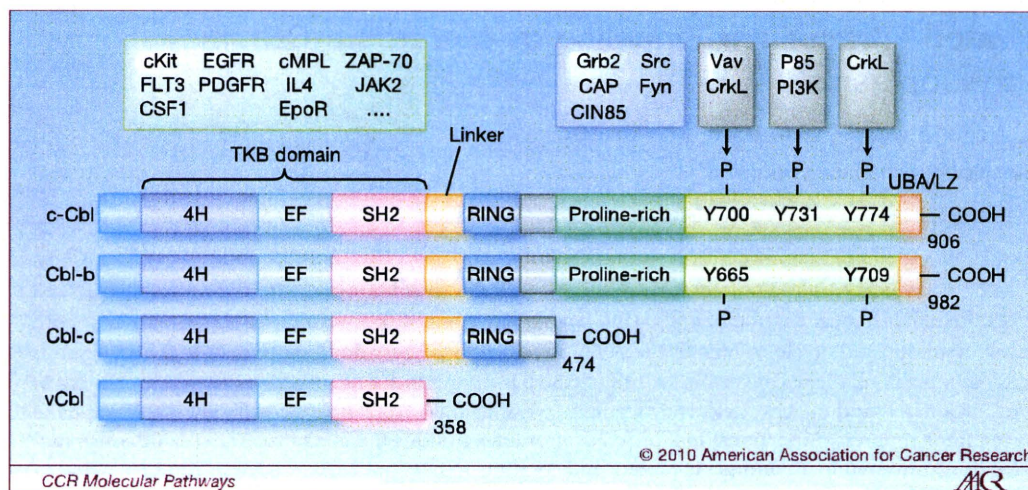 cKit EGFR cMPL ZAP-70
FLT3 PDGFR IL4 JAK2
CSF1 EpoR ....
Grb2 Src
CAP Fyn
CIN85
Vav
CrkL
P85
PI3K
CrkL
Linker
TKB domain
P P P
UBA/LZ
c-Cbl 4H EF SH2 RING Proline-rich Y700 Y731 Y774 COOH
906
Cbl-b 4H EF SH2 RING Proline-rich Y665 Y709 COOH
982
P P
Cbl-c 4H EF SH2 RING COOH
474
vCbl 4H EF SH2 COOH
358
© 2010 American Association for Cancer Research
CCR Molecular Pathways
AACR